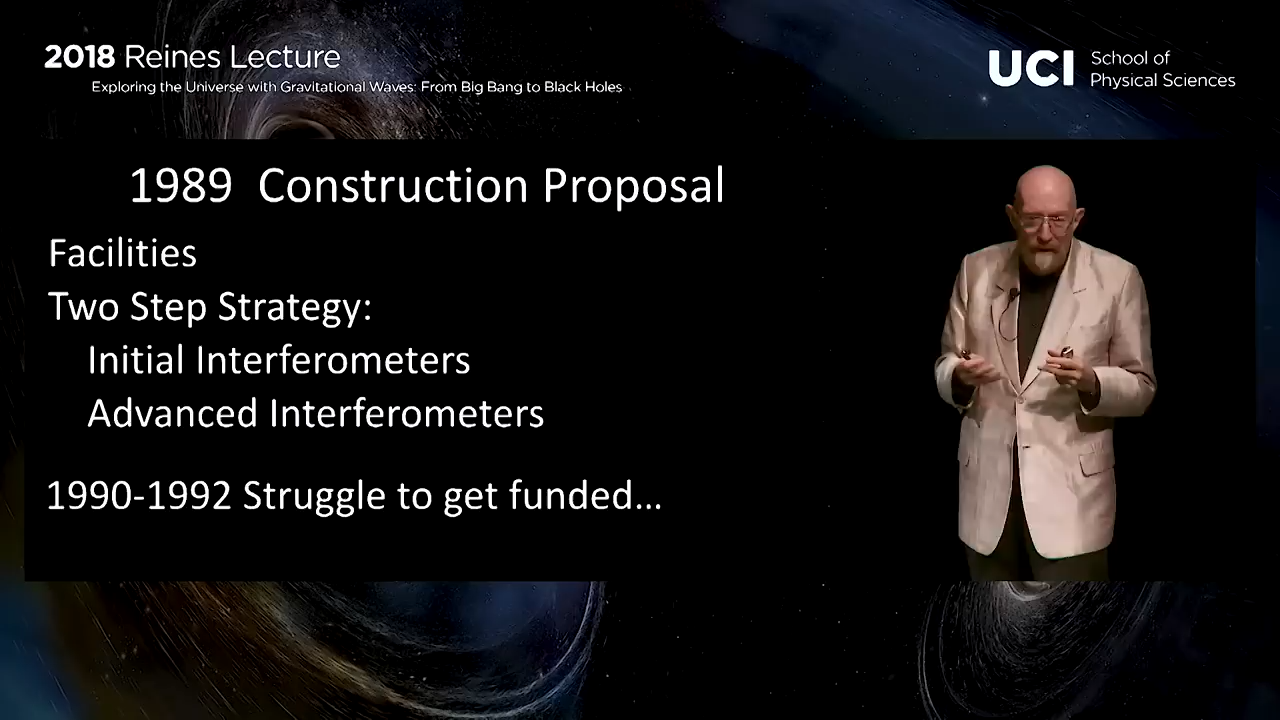 2018 Reines Lecture
Exploring the Universe with Gravitational Waves: From Big Bang to Black Holes
UCI School of
Physical Sciences
1989 Construction Proposal
Facilities
Two Step Strategy:
Initial Interferometers
Advanced Interferometers
1990-1992 Struggle to get funded...